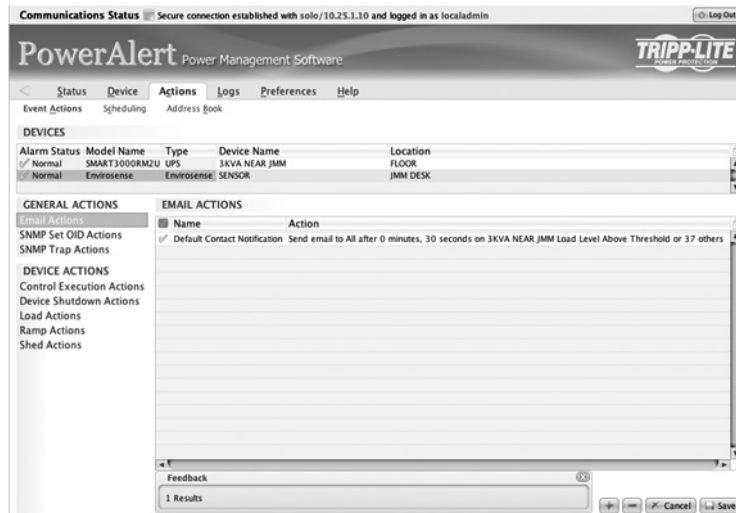 Communications Status Secure connection established with solo/10.25.1.10 and logged in as localadmin
Log Out
PowerAlert Power Management Software
TRIPP·LITE
POWER PROTECTION
Status Device Actions Logs Preferences Help
Event Actions Scheduling Address Book
DEVICES
Alarm Status Model Name Type Device Name Location
Normal SMART3000RM2U UPS 3KVA NEAR JMM FLOOR
Normal Envirosense Envirosense SENSOR JMM DESK
GENERAL ACTIONS
Email Actions
SNMP Set OID Actions
SNMP Trap Actions
DEVICE ACTIONS
Control Execution Actions
Device Shutdown Actions
Load Actions
Ramp Actions
Shed Actions
EMAIL ACTIONS
Name Action
Default Contact Notification Send email to All after 0 minutes, 30 seconds on 3KVA NEAR JMM Load Level Above Threshold or 37 others
Feedback
1 Results
Cancel Save